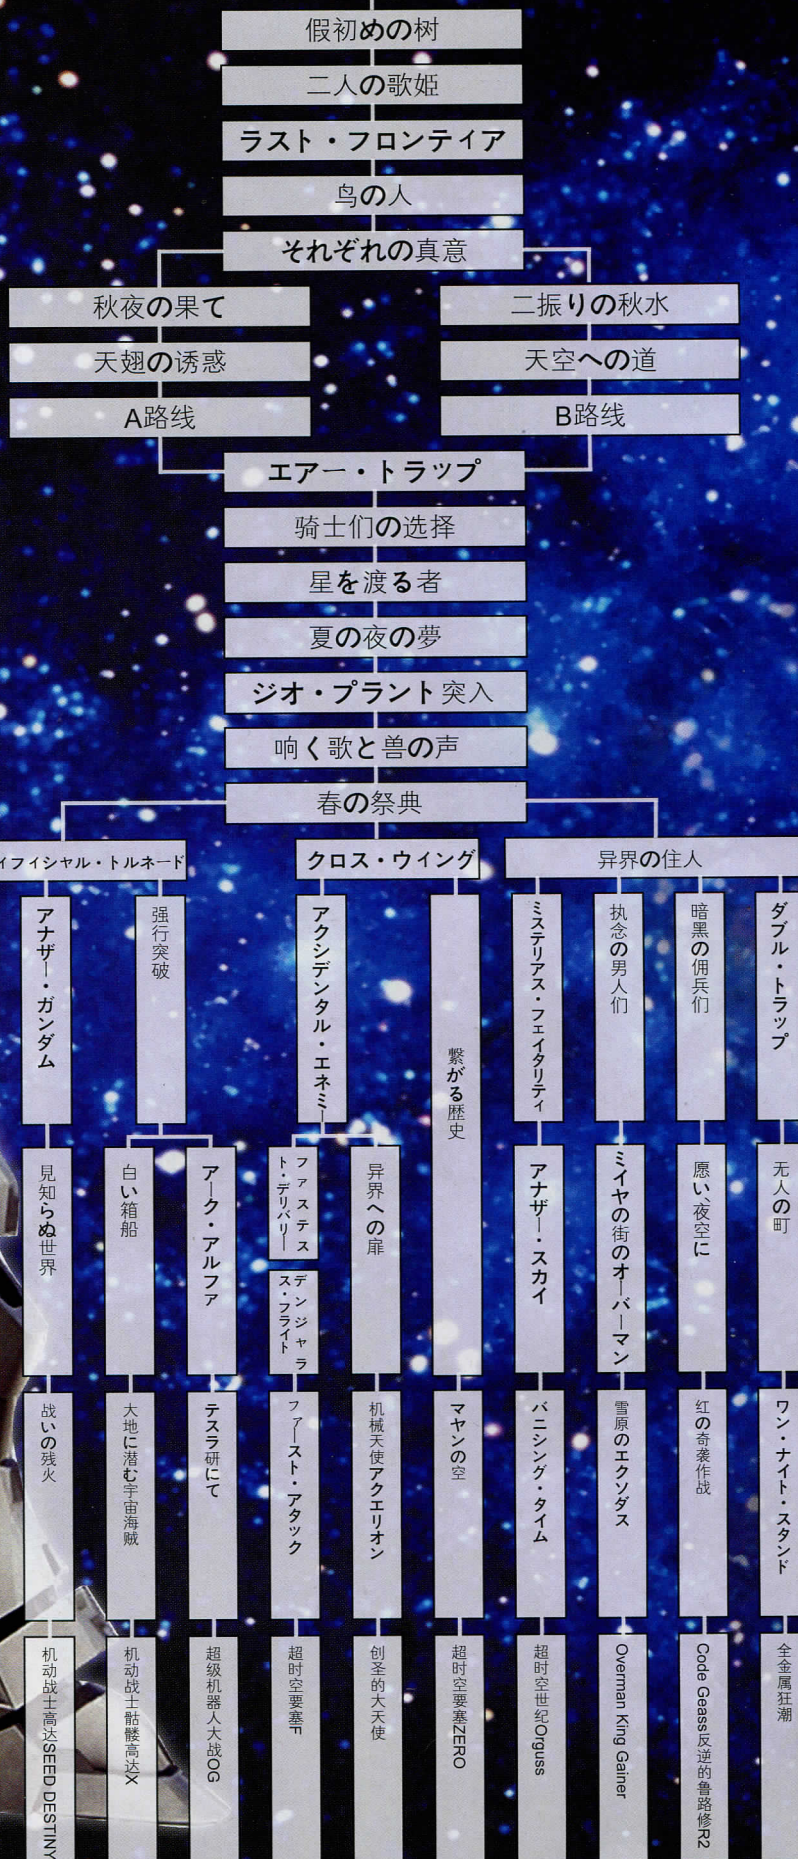 假初めの树
二人の歌姫
ラスト・フロンティア
鸟の人
それぞれの真意
秋夜の果て
二振りの秋水
天翅の诱惑
天空への道
A路线
B路线
エアー・トラップ
骑士们の选择
星を渡る者
夏の夜の夢
ジオ・プラント突入
响く歌と兽の声
春の祭典
ィフィシャル・トルネード
クロス・ウィング
异界の住人
アナザー・ガンダム
强行突破
アクシデンタル・エネミー
繋がる歴史
ミステリアス・フェイタリティ
执念の男人们
暗黑の佣兵们
ダブル・トラップ
見知らぬ世界
白い箱船
アーク・アルファ
ファステス
ト・デリバリー
デンジャラ
ス・フライト
异界への扉
アナザー・スカイ
ミイヤの街のオーバーマン
愿い、夜空に
无人の町
战いの残火
大地に潜む宇宙海贼
テスラ研にて
ファースト・アタック
机械天使アクエリオン
マヤンの空
バニシング・タイム
雪原のエクソダス
红の奇袭作战
ワン・ナイト・スタンド
机动战士高达SEED DESTINY
机动战士骷髅高达X
超级机器人大战OG
超时空要塞F
创圣的大天使
超时空要塞ZERO
超时空世纪Orguss
Overman King Gainer
Code Geass反逆的鲁路修R2
全金属狂潮